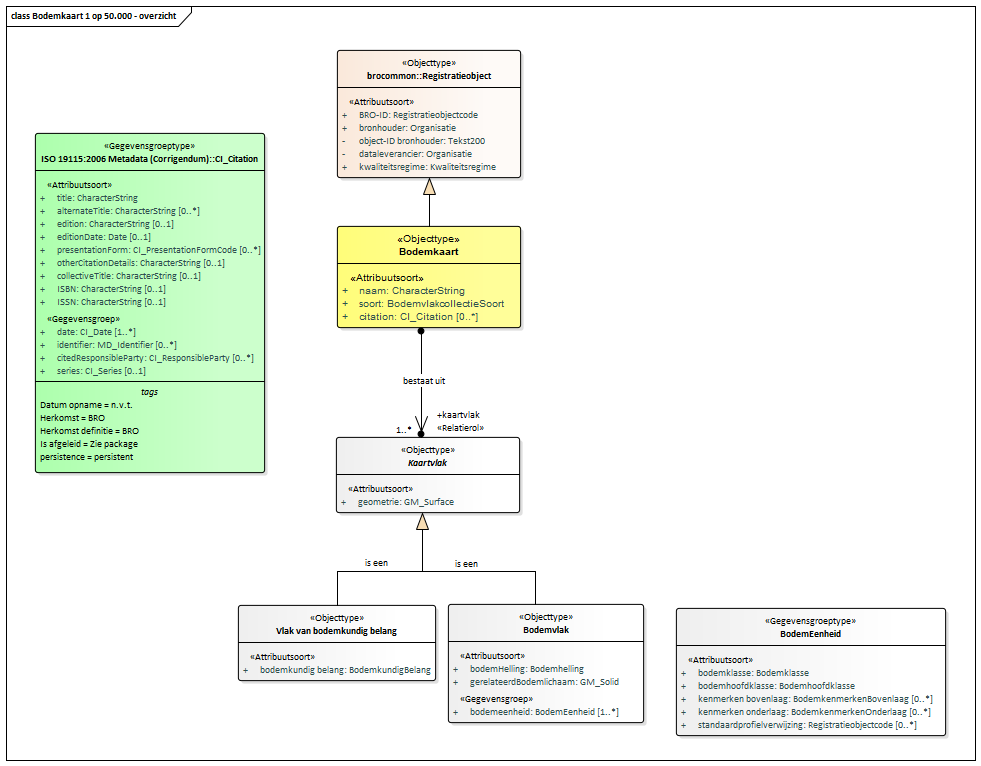 class Bodemkaart 1 op 50.000 - overzicht
«Objecttype»
brocommon::Registratieobject
«Attribuutsoort»
+ BRO-ID: Registratieobjectcode
+ bronhouder: Organisatie
- object-ID bronhouder: Tekst200
- dataleverancier: Organisatie
+ kwaliteitsregime: Kwaliteitsregime
«Gegevensgroeptype»
ISO 19115:2006 Metadata (Corrigendum)::CI_Citation
«Attribuutsoort»
+ title: CharacterString
+ alternateTitle: CharacterString [0..*]
+ edition: CharacterString [0..1]
+ editionDate: Date [0..1]
+ presentationForm: CI_PresentationFormCode [0..*]
+ otherCitationDetails: CharacterString [0..1]
+ collectiveTitle: CharacterString [0..1]
+ ISBN: CharacterString [0..1]
+ ISSN: CharacterString [0..1]
«Gegevensgroep»
+ date: CI_Date [1..*]
+ identifier: MD_Identifier [0..*]
+ citedResponsibleParty: CI_ResponsibleParty [0..*]
+ series: CI_Series [0..1]
tags
Datum opname = n.v.t.
Herkomst = BRO
Herkomst definitie = BRO
Is afgeleid = Zie package
persistence = persistent
«Objecttype»
Bodemkaart
«Attribuutsoort»
+ naam: CharacterString
+ soort: BodemvlakcollectieSoort
+ citation: CI_Citation [0..*]
bestaat uit
+kaartvlak
1..* «Relatierol»
«Objecttype»
Kaartvlak
«Attribuutsoort»
+ geometrie: GM_Surface
is een
is een
«Objecttype»
Vlak van bodemkundig belang
«Attribuutsoort»
+ bodemkundig belang: BodemkundigBelang
«Objecttype»
Bodemvlak
«Attribuutsoort»
+ bodemHelling: Bodemhelling
+ gerelateerdBodemlichaam: GM_Solid
«Gegevensgroep»
+ bodemeenheid: BodemEenheid [1..*]
«Gegevensgroeptype»
BodemEenheid
«Attribuutsoort»
+ bodemklasse: Bodemklasse
+ bodemhoofdklasse: Bodemhoofdklasse
+ kenmerken bovenlaag: BodemkenmerkenBovenlaag [0..*]
+ kenmerken onderlaag: BodemkenmerkenOnderlaag [0..*]
+ standaardprofielverwijzing: Registratieobjectcode [0..*]